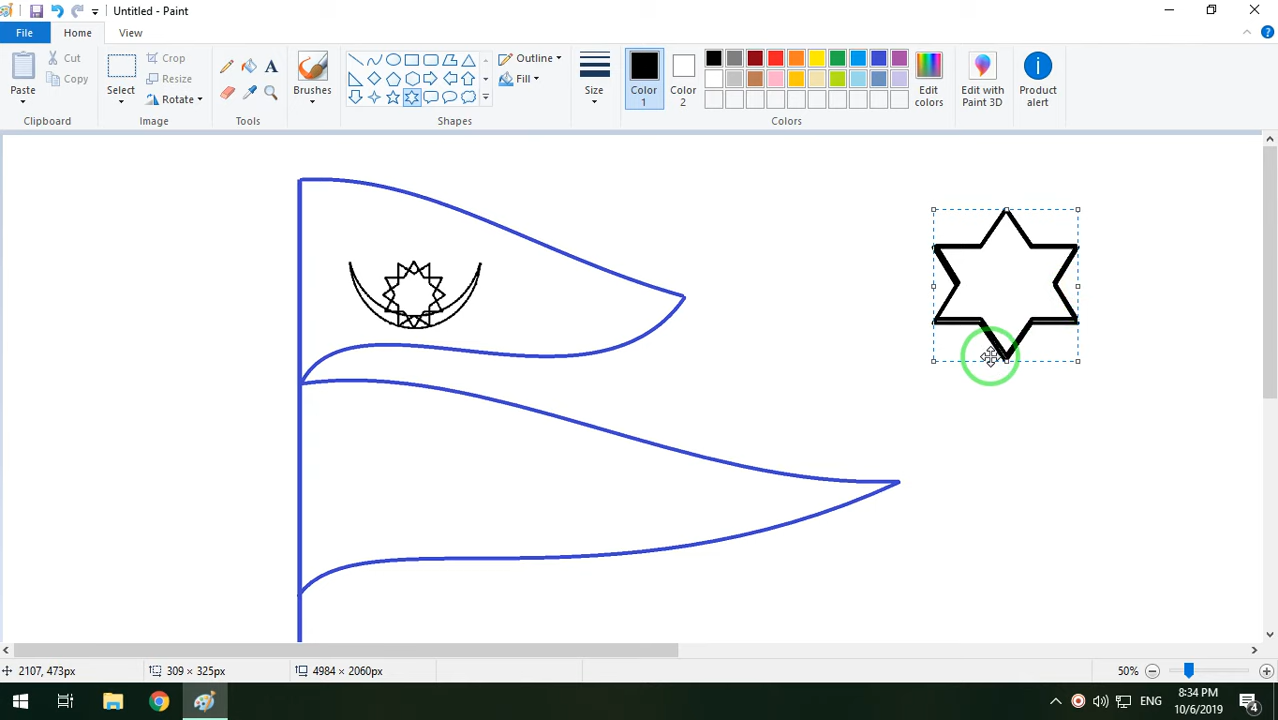 Untitled - Paint
File
Home
View
Paste
Cut
Copy
Clipboard
Select
Crop
Resize
Rotate
Image
A
Tools
Brushes
Outline
Fill
Shapes
Size
Color 1
Color 2
Edit colors
Colors
Edit with Paint 3D
Product alert
2107, 473px
309 × 325px
4984 × 2060px
50%
ENG
8:34 PM
10/6/2019
4